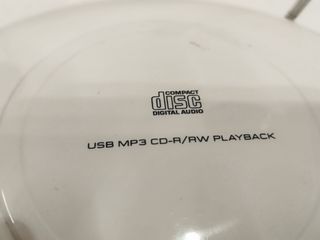 COMPACT
disc
DIGITAL AUDIO
USB MP3 CD-R/RW PLAYBACK